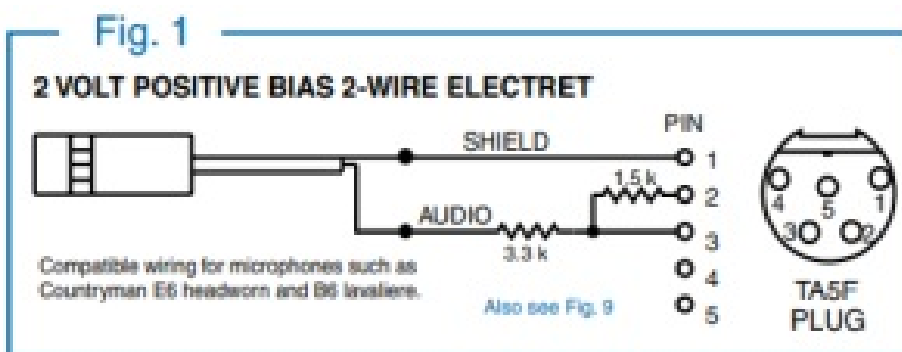 Fig. 1
2 VOLT POSITIVE BIAS 2-WIRE ELECTRET
PIN
SHIELD
1
1.5 k
2
AUDIO
3.3 k
3
4
5
Compatible wiring for microphones such as
Countryman E6 headworn and B6 lavaliere.
Also see Fig. 9
4
5
1
3
2
TA5F
PLUG